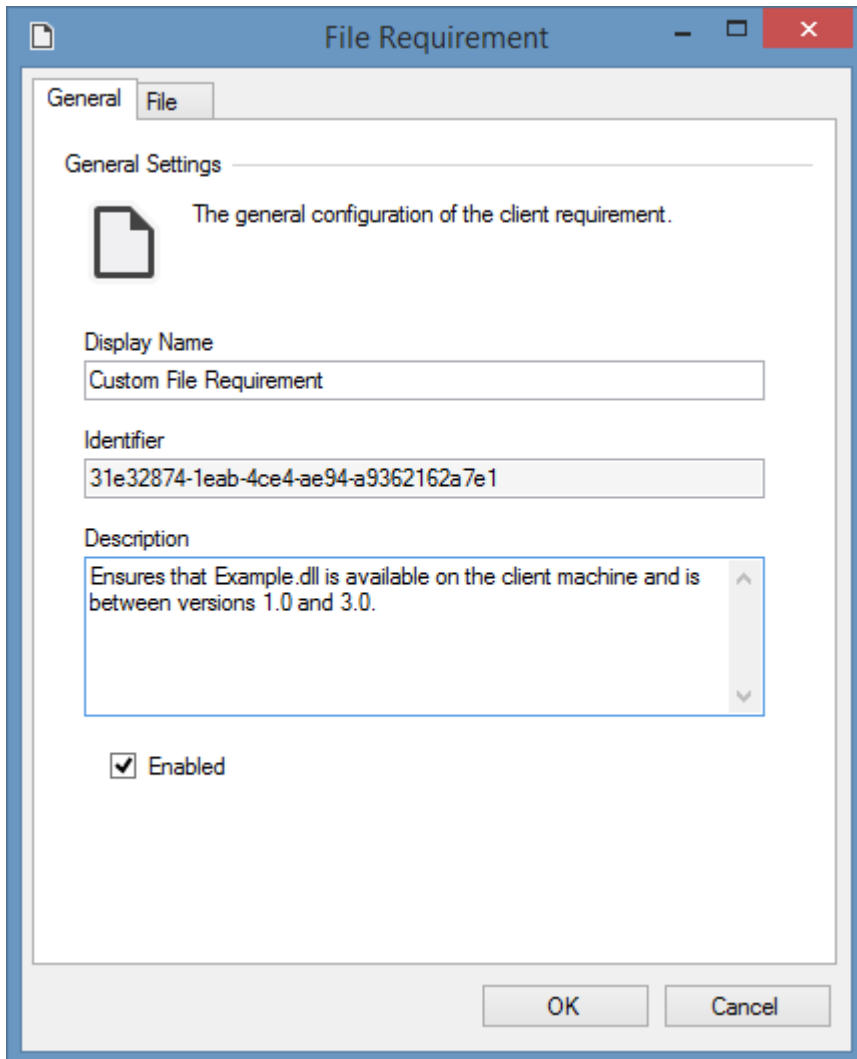 File Requirement
General
File
General Settings
The general configuration of the client requirement.
Display Name
Custom File Requirement
Identifier
31e32874-1eab-4ce4-ae94-a9362162a7e1
Description
Ensures that Example.dll is available on the client machine and is
between versions 1.0 and 3.0.
Enabled
OK
Cancel